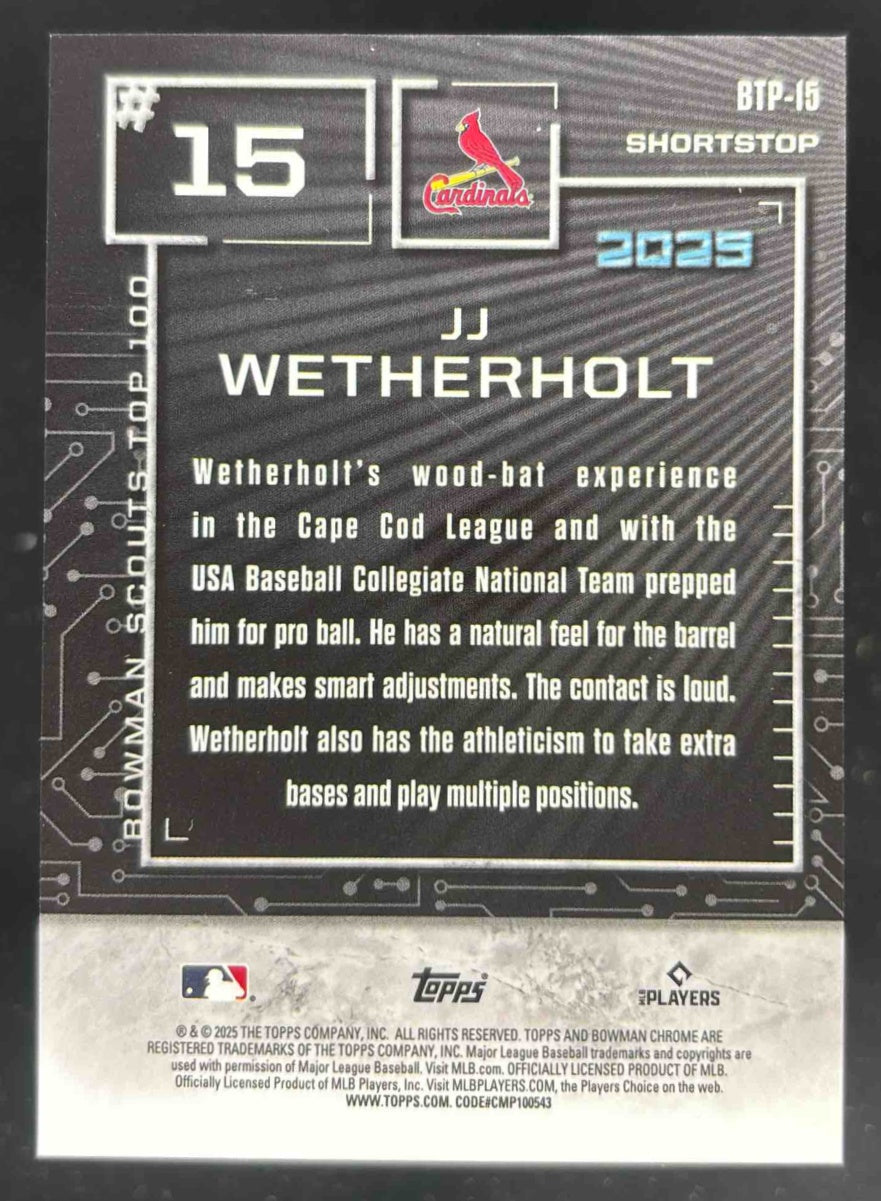 BTP-15
# 15
Cardinals
SHORTSTOP
2025
BOWMAN SCOUTS TOP 100
JJ
WETHERHOLT
Wetherholt's wood-bat experience
in the Cape Cod League and with the
USA Baseball Collegiate National Team prepped
him for pro ball. He has a natural feel for the barrel
and makes smart adjustments. The contact is loud.
Wetherholt also has the athleticism to take extra
bases and play multiple positions.
topps®
MLB PLAYERS
® & © 2025 THE TOPPS COMPANY, INC. ALL RIGHTS RESERVED. TOPPS AND BOWMAN CHROME ARE
REGISTERED TRADEMARKS OF THE TOPPS COMPANY, INC. Major League Baseball trademarks and copyrights are
used with permission of Major League Baseball. Visit MLB.com. OFFICIALLY LICENSED PRODUCT OF MLB.
Officially Licensed Product of MLB Players, Inc. Visit MLBPLAYERS.COM, the Players Choice on the web.
WWW.TOPPS.COM. CODE#CMP100543